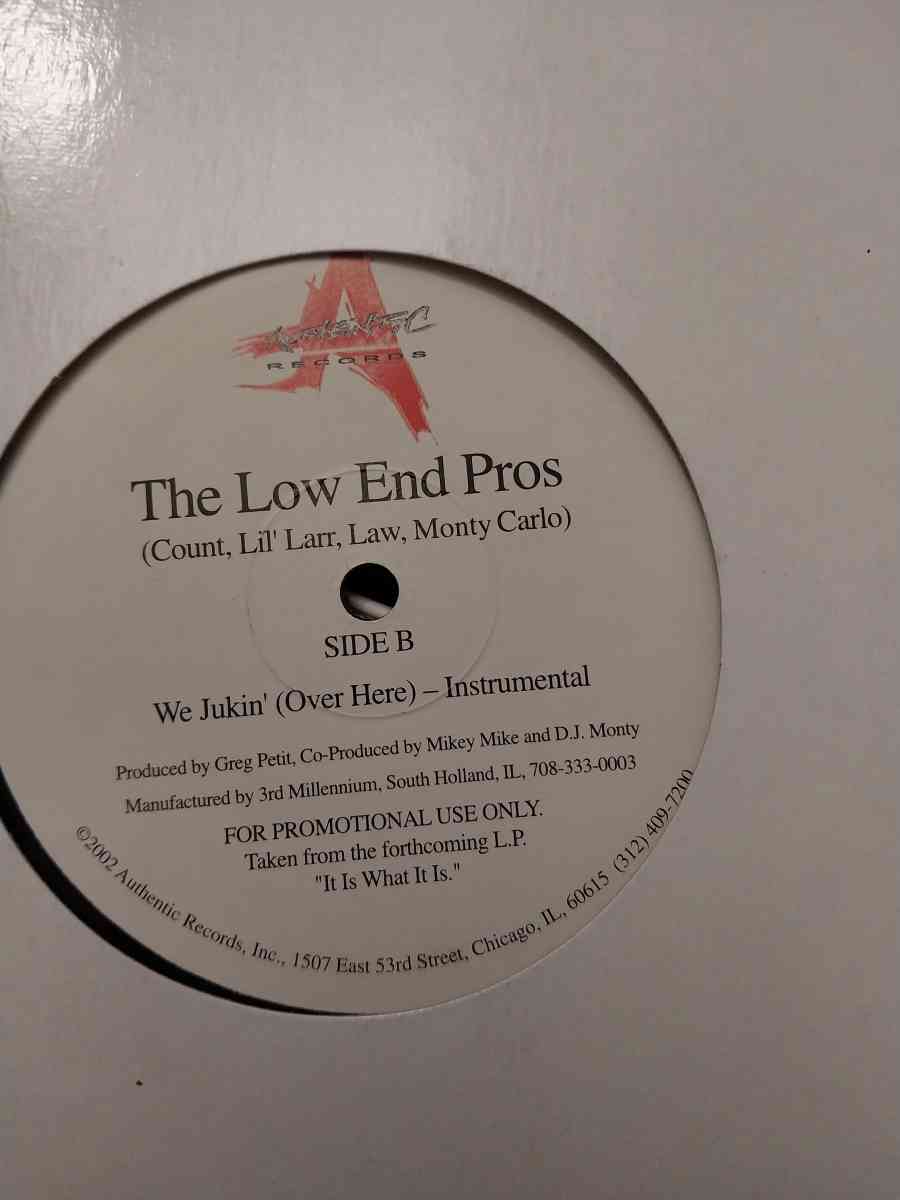 AUTHENTIC
RECORDS
The Low End Pros
(Count, Lil' Larr, Law, Monty Carlo)
SIDE B
We Jukin' (Over Here) – Instrumental
Produced by Greg Petit, Co-Produced by Mikey Mike and D.J. Monty
Manufactured by 3rd Millennium, South Holland, IL, 708-333-0003
FOR PROMOTIONAL USE ONLY.
Taken from the forthcoming L.P.
"It Is What It Is."
©2002 Authentic Records, Inc., 1507 East 53rd Street, Chicago, IL, 60615 (312) 409-7200